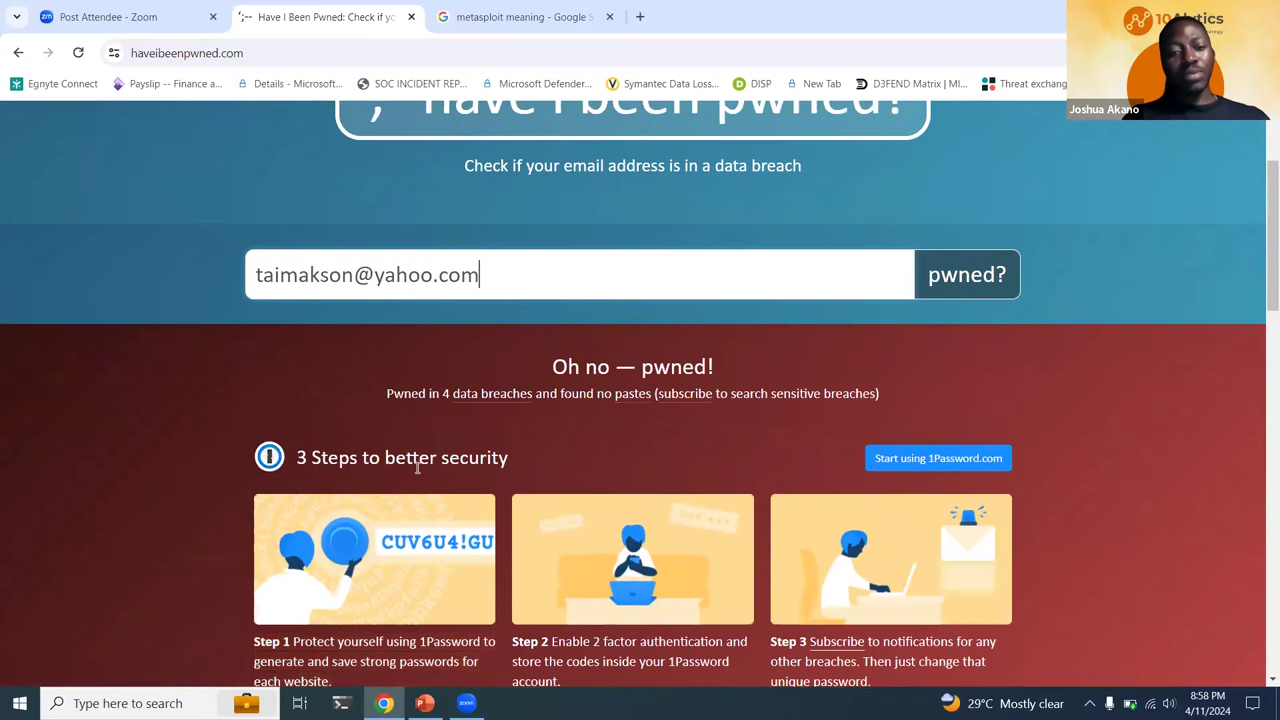 Post Attendee - Zoom
';-- Have I Been Pwned: Check if yo
metasploit meaning - Google S
haveibeenpwned.com
Egnyte Connect
Payslip -- Finance a...
Details - Microsoft...
SOC INCIDENT REP...
Microsoft Defender...
Symantec Data Loss...
DISP
New Tab
D3FEND Matrix | MI...
Threat exchang
10Alytics
Joshua Akano
';--have i been pwned?
Check if your email address is in a data breach
taimakson@yahoo.com
pwned?
Oh no — pwned!
Pwned in 4 data breaches and found no pastes (subscribe to search sensitive breaches)
3 Steps to better security
Start using 1Password.com
CUV6U4!GU
Step 1 Protect yourself using 1Password to
generate and save strong passwords for
each website.
Step 2 Enable 2 factor authentication and
store the codes inside your 1Password
account.
Step 3 Subscribe to notifications for any
other breaches. Then just change that
unique password.
Type here to search
zoom
29°C Mostly clear
8:58 PM
4/11/2024